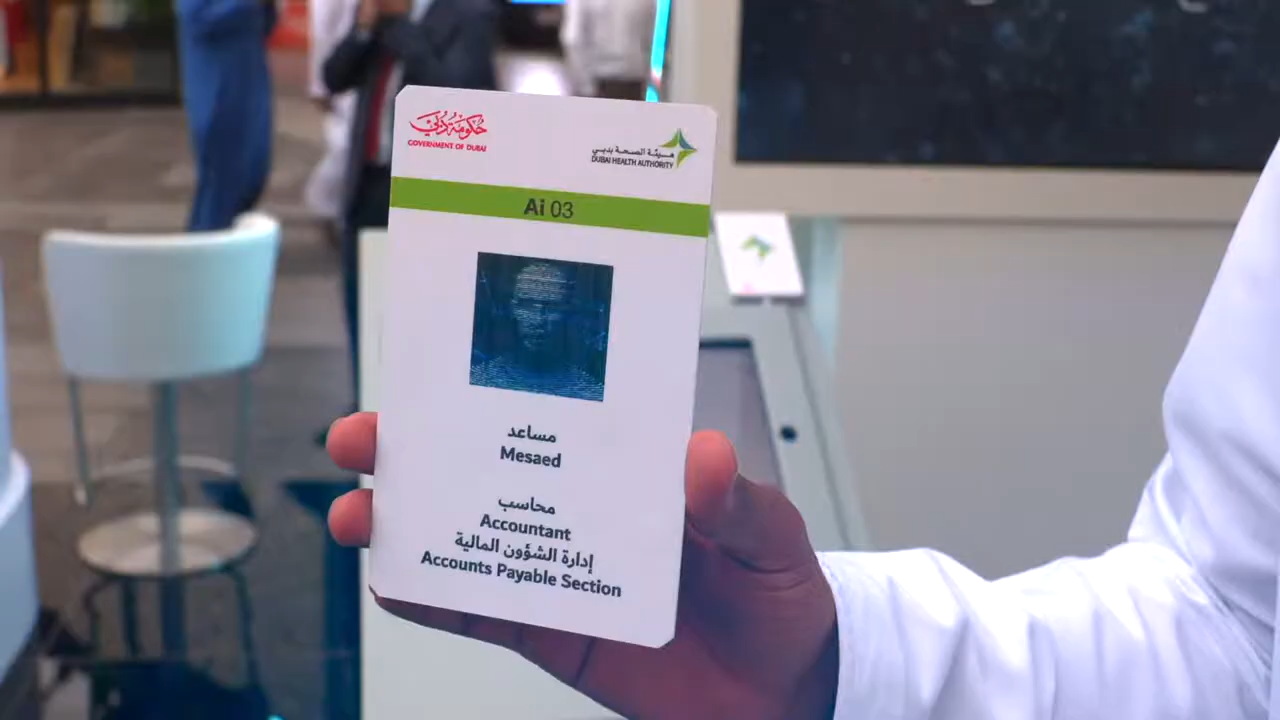 حكومة دبي
GOVERNMENT OF DUBAI
هيئة الصحة بدبي
DUBAI HEALTH AUTHORITY
Ai 03
مساعد
Mesaed
محاسب
Accountant
إدارة الشؤون المالية
Accounts Payable Section